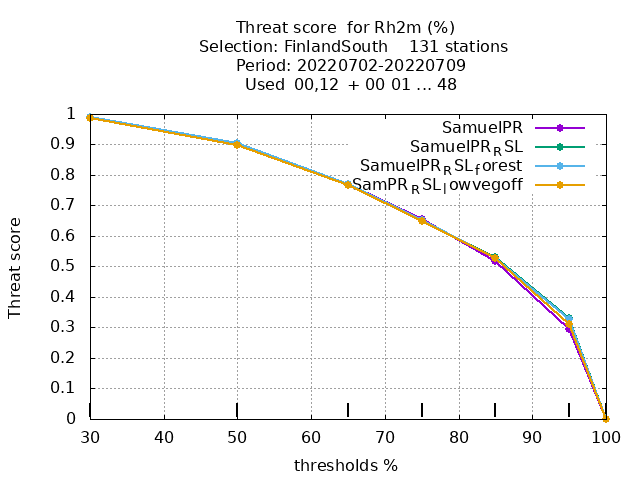 Threat score for Rh2m (%)
Selection: FinlandSouth 131 stations
Period: 20220702-20220709
Used 00,12 + 00 01 ... 48
SamuelPR
SamuelPR_RSL
SamuelPR_RSL_forest
SamPR_RSL_lowvegoff
1
0.9
0.8
0.7
0.6
0.5
0.4
0.3
0.2
0.1
0
Threat score
30 40 50 60 70 80 90 100
thresholds %